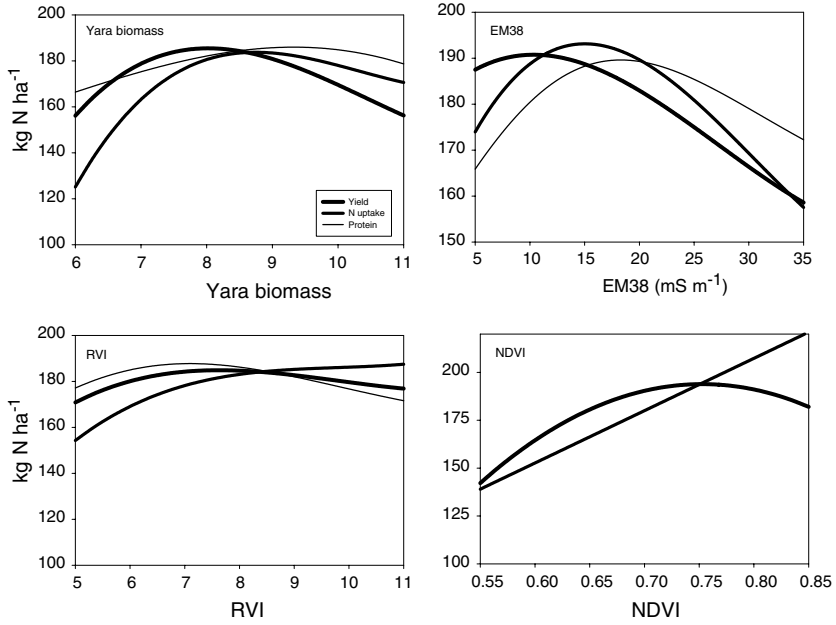 Yara biomass
kg N ha-1
200
180
160
140
120
100
Yield
N uptake
Protein
6 7 8 9 10 11
Yara biomass
EM38
200
190
180
170
160
150
5 10 15 20 25 30 35
EM38 (mS m-1)
RVI
kg N ha-1
200
180
160
140
120
100
5 6 7 8 9 10 11
RVI
NDVI
200
175
150
125
100
0.55 0.60 0.65 0.70 0.75 0.80 0.85
NDVI